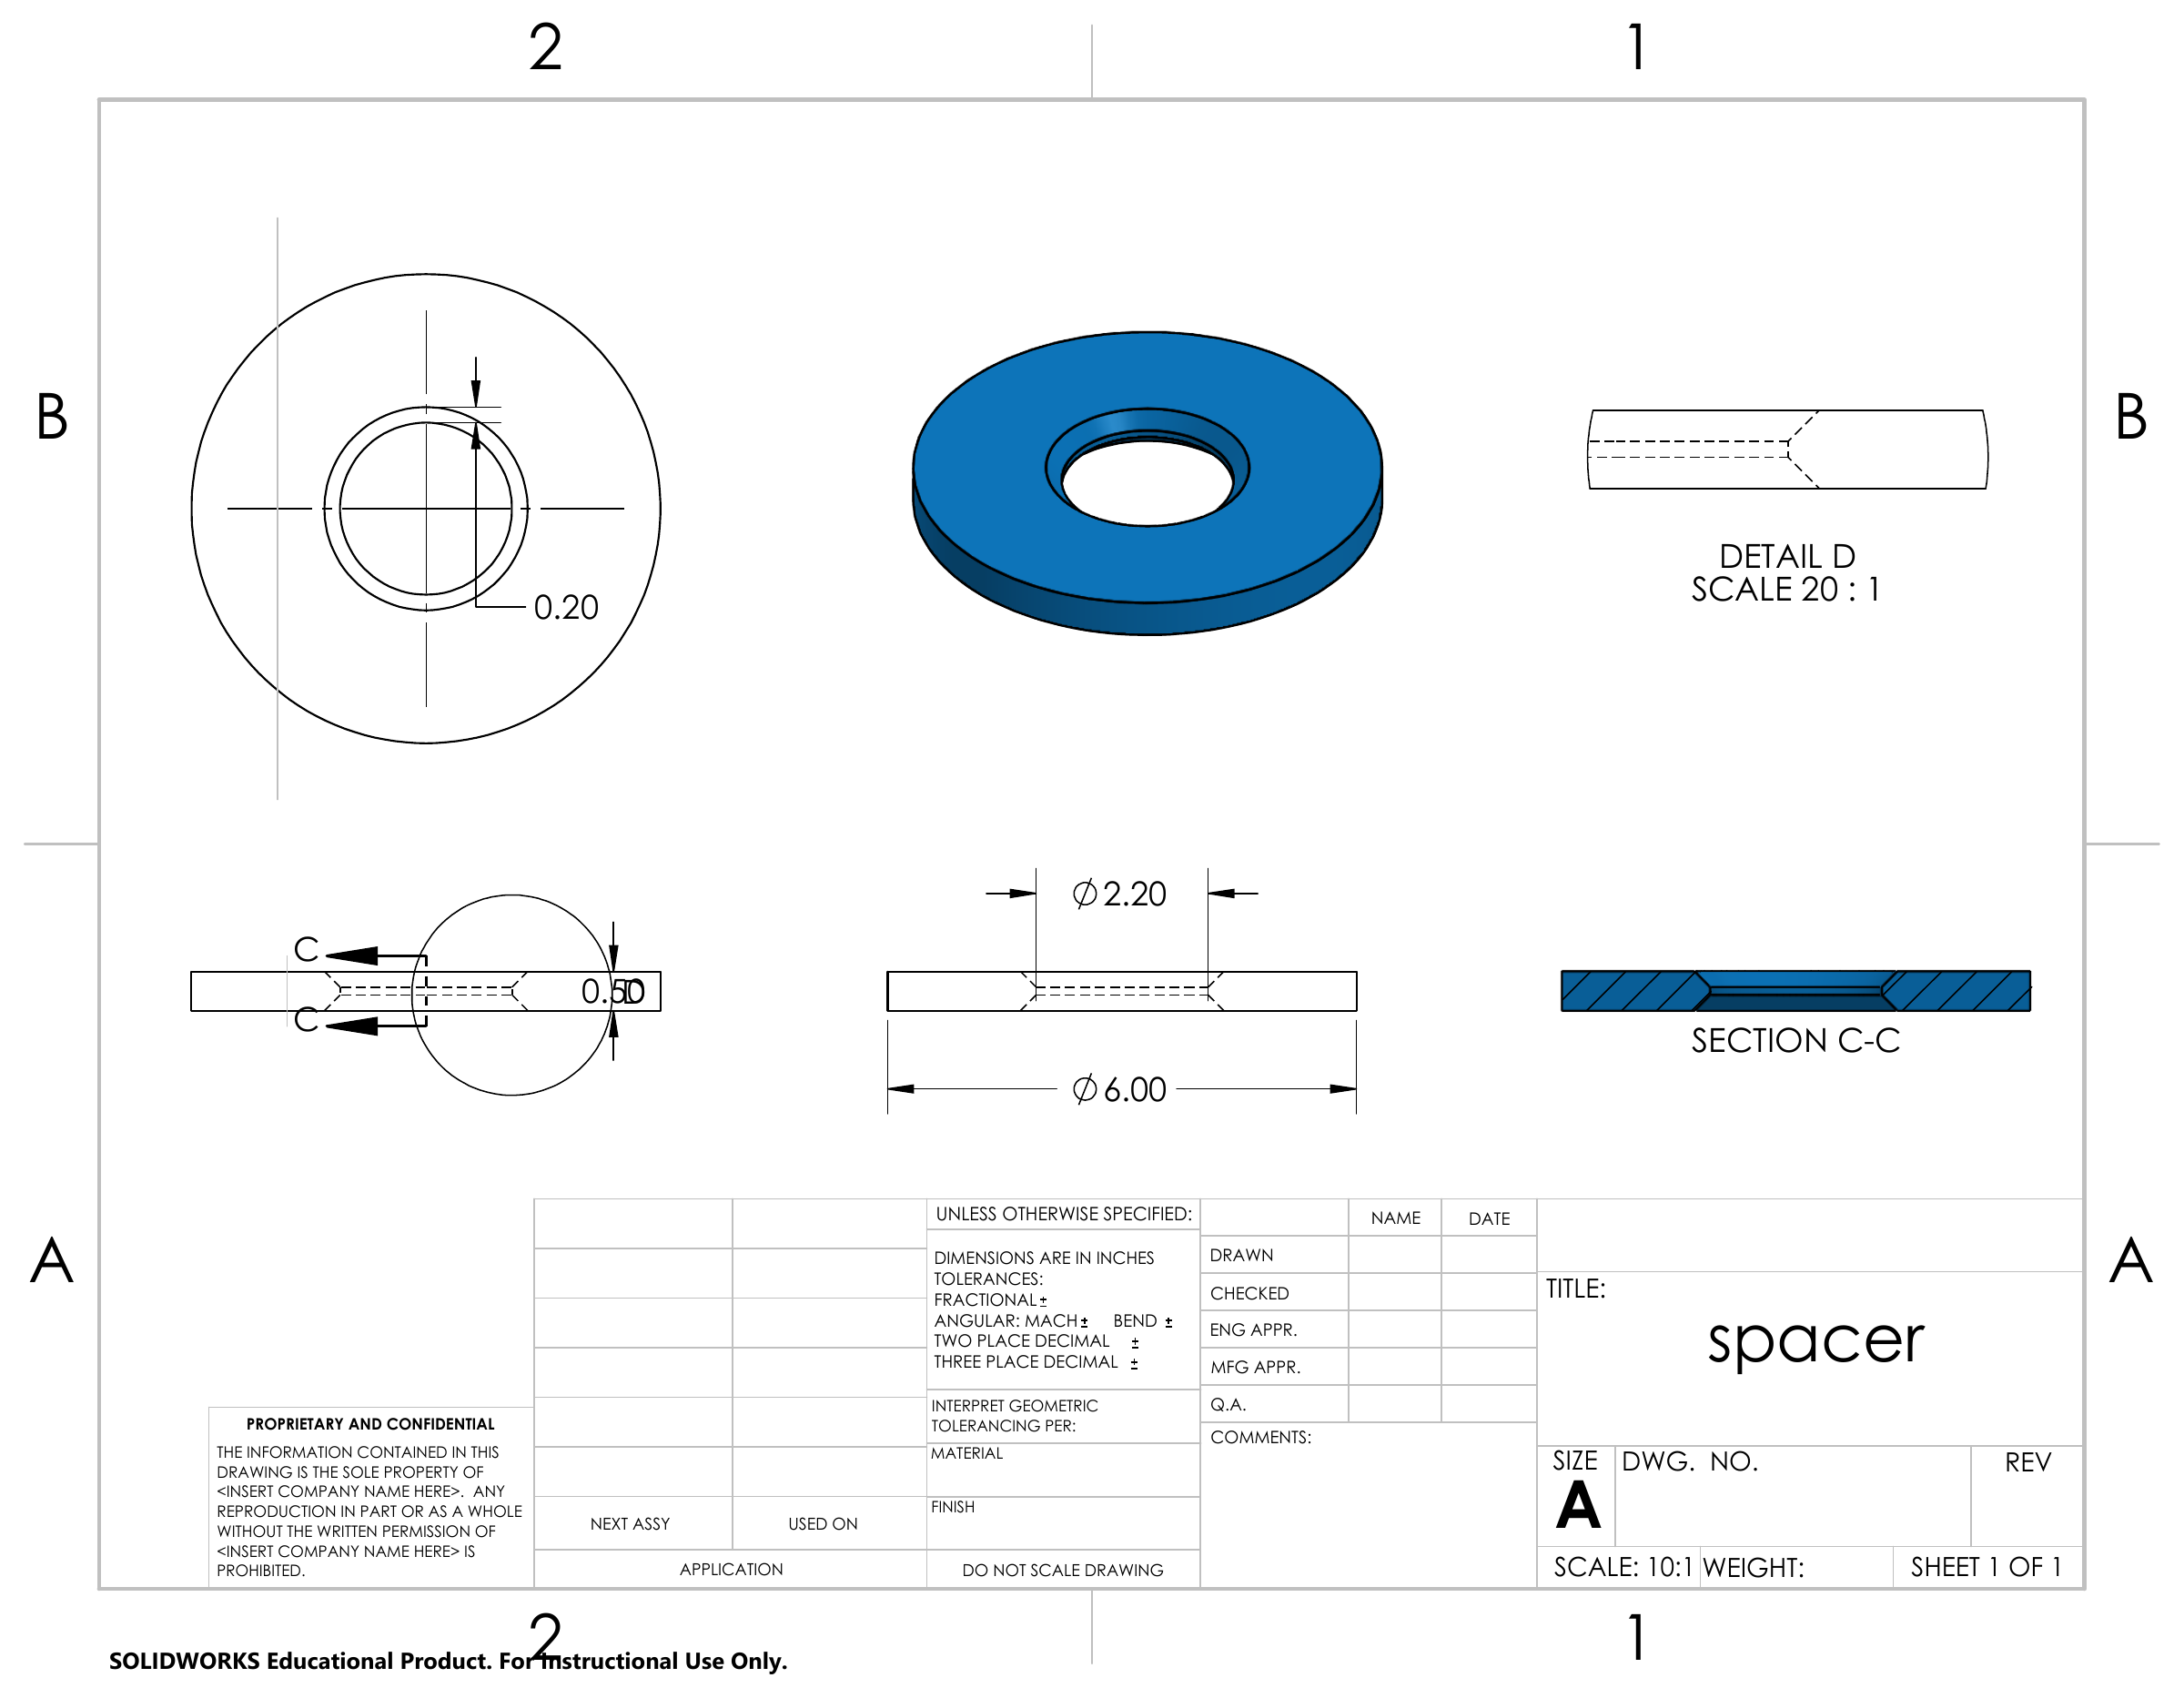 2
1
B
B
0.20
DETAIL D
SCALE 20 : 1
C
C
0.50
D
⌀2.20
⌀6.00
SECTION C-C
A
A
UNLESS OTHERWISE SPECIFIED:
DIMENSIONS ARE IN INCHES
TOLERANCES:
FRACTIONAL±
ANGULAR: MACH± BEND ±
TWO PLACE DECIMAL ±
THREE PLACE DECIMAL ±
INTERPRET GEOMETRIC
TOLERANCING PER:
MATERIAL
FINISH
DO NOT SCALE DRAWING
NAME
DATE
DRAWN
CHECKED
ENG APPR.
MFG APPR.
Q.A.
COMMENTS:
TITLE:
spacer
SIZE
A
DWG. NO.
REV
SCALE: 10:1
WEIGHT:
SHEET 1 OF 1
PROPRIETARY AND CONFIDENTIAL
THE INFORMATION CONTAINED IN THIS
DRAWING IS THE SOLE PROPERTY OF
<INSERT COMPANY NAME HERE>. ANY
REPRODUCTION IN PART OR AS A WHOLE
WITHOUT THE WRITTEN PERMISSION OF
<INSERT COMPANY NAME HERE> IS
PROHIBITED.
NEXT ASSY
USED ON
APPLICATION
2
1
SOLIDWORKS Educational Product. For Instructional Use Only.